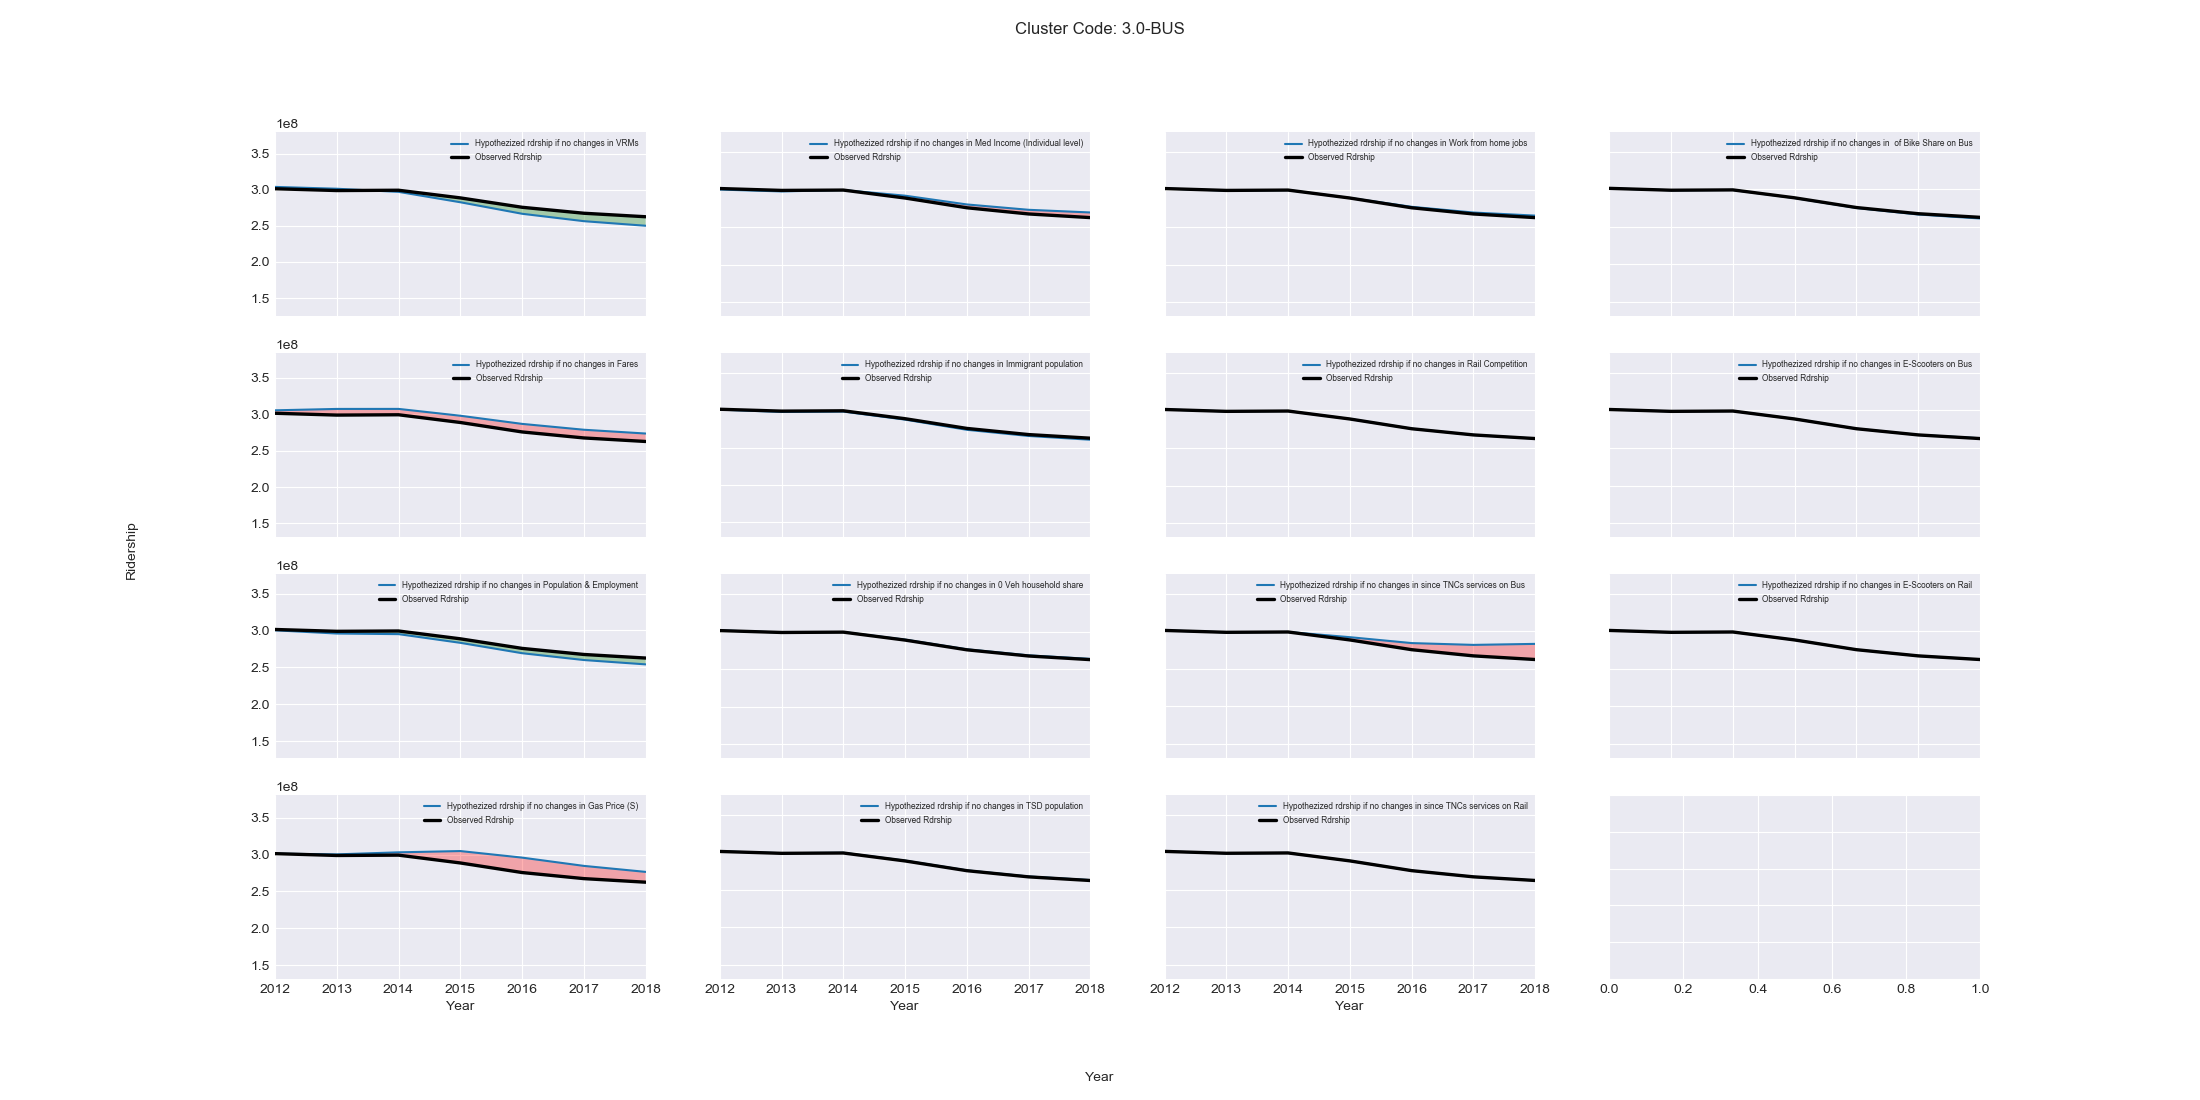 Cluster Code: 3.0-BUS
1e8
3.5
3.0
2.5
2.0
1.5
Hypothezized rdrship if no changes in VRMs
Observed Rdrship
Hypothezized rdrship if no changes in Med Income (Individual level)
Observed Rdrship
Hypothezized rdrship if no changes in Work from home jobs
Observed Rdrship
Hypothezized rdrship if no changes in  of Bike Share on Bus
Observed Rdrship
1e8
3.5
3.0
2.5
2.0
1.5
Hypothezized rdrship if no changes in Fares
Observed Rdrship
Hypothezized rdrship if no changes in Immigrant population
Observed Rdrship
Hypothezized rdrship if no changes in Rail Competition
Observed Rdrship
Hypothezized rdrship if no changes in E-Scooters on Bus
Observed Rdrship
Ridership
1e8
3.5
3.0
2.5
2.0
1.5
Hypothezized rdrship if no changes in Population & Employment
Observed Rdrship
Hypothezized rdrship if no changes in 0 Veh household share
Observed Rdrship
Hypothezized rdrship if no changes in since TNCs services on Bus
Observed Rdrship
Hypothezized rdrship if no changes in E-Scooters on Rail
Observed Rdrship
1e8
3.5
3.0
2.5
2.0
1.5
Hypothezized rdrship if no changes in Gas Price (S)
Observed Rdrship
2012 2013 2014 2015 2016 2017 2018
Year
Hypothezized rdrship if no changes in TSD population
Observed Rdrship
2012 2013 2014 2015 2016 2017 2018
Year
Hypothezized rdrship if no changes in since TNCs services on Rail
Observed Rdrship
2012 2013 2014 2015 2016 2017 2018
Year
0.0 0.2 0.4 0.6 0.8 1.0
Year